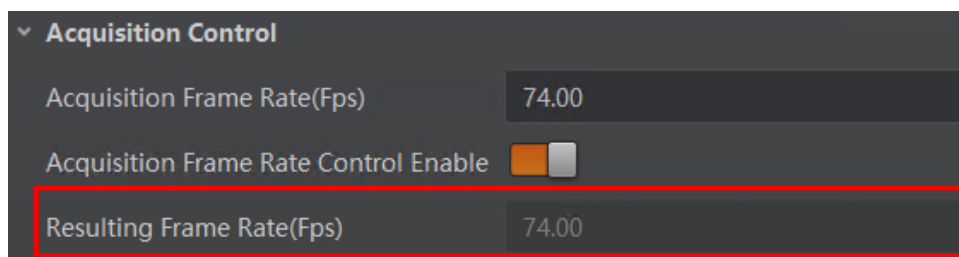 Acquisition Control
Acquisition Frame Rate(Fps) 74.00
Acquisition Frame Rate Control Enable
Resulting Frame Rate(Fps) 74.00